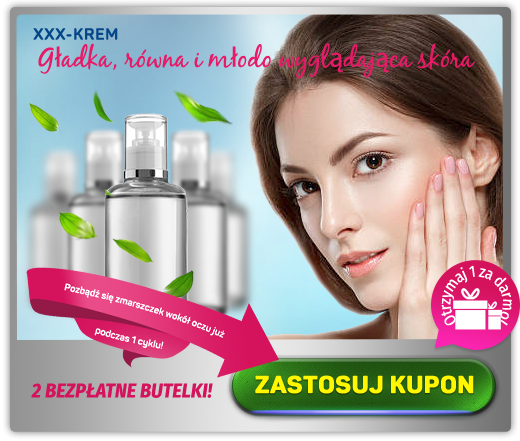 XXX-KREM
Gładka, równa i młodo wyglądająca skóra
Otrzymaj 1 za darmo!
Pozbądź się zmarszczek wokół oczu już
podczas 1 cyklu!
2 BEZPŁATNE BUTELKI!
ZASTOSUJ KUPON